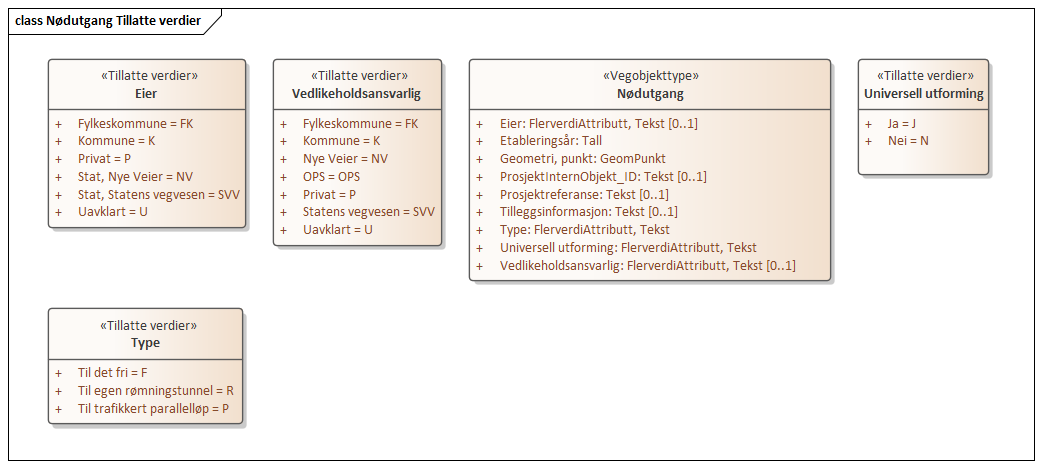 class Nødutgang Tillatte verdier
«Tillatte verdier»
Eier
+ Fylkeskommune = FK
+ Kommune = K
+ Privat = P
+ Stat, Nye Veier = NV
+ Stat, Statens vegvesen = SVV
+ Uavklart = U
«Tillatte verdier»
Vedlikeholdsansvarlig
+ Fylkeskommune = FK
+ Kommune = K
+ Nye Veier = NV
+ OPS = OPS
+ Privat = P
+ Statens vegvesen = SVV
+ Uavklart = U
«Vegobjekttype»
Nødutgang
+ Eier: FlerverdiAttributt, Tekst [0..1]
+ Etableringsår: Tall
+ Geometri, punkt: GeomPunkt
+ ProsjektInternObjekt_ID: Tekst [0..1]
+ Prosjektreferanse: Tekst [0..1]
+ Tilleggsinformasjon: Tekst [0..1]
+ Type: FlerverdiAttributt, Tekst
+ Universell utforming: FlerverdiAttributt, Tekst
+ Vedlikeholdsansvarlig: FlerverdiAttributt, Tekst [0..1]
«Tillatte verdier»
Universell utforming
+ Ja = J
+ Nei = N
«Tillatte verdier»
Type
+ Til det fri = F
+ Til egen rømningstunnel = R
+ Til trafikkert parallelløp = P